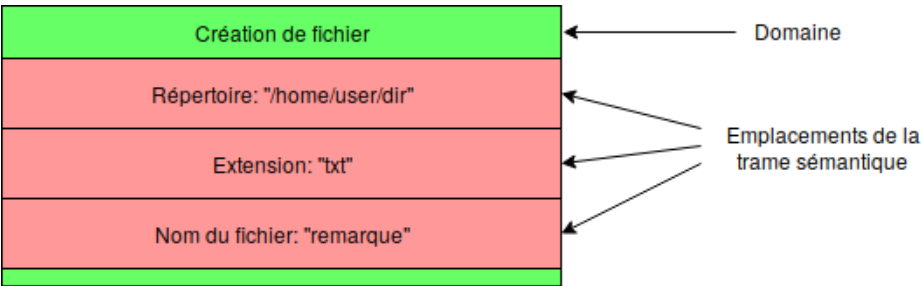 Création de fichier
Domaine
Répertoire: "/home/user/dir"
Extension: "txt"
Nom du fichier: "remarque"
Emplacements de la
trame sémantique